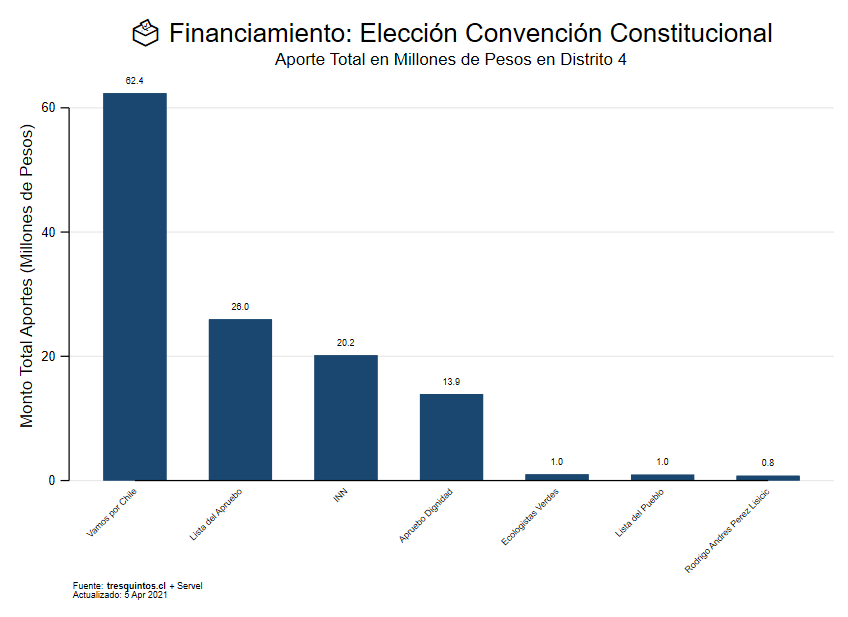 Financiamiento: Elección Convención Constitucional
Aporte Total en Millones de Pesos en Distrito 4
Monto Total Aportes (Millones de Pesos)
60
40
20
0
62.4
26.0
20.2
13.9
1.0
1.0
0.8
Vamos por Chile
Lista del Apruebo
INN
Apruebo Dignidad
Ecologistas Verdes
Lista del Pueblo
Rodrigo Andres Perez Lisicic
Fuente: tresquintos.cl + Servel
Actualizado: 5 Apr 2021